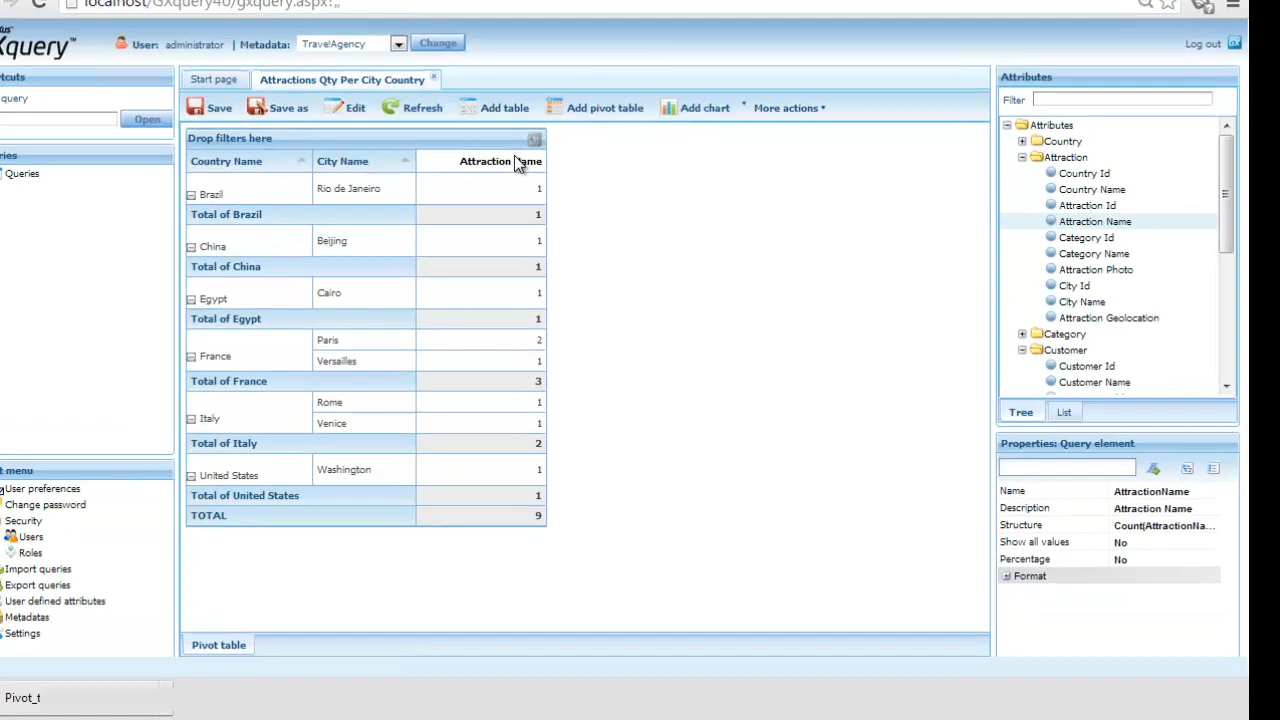 localhost/GXquery40/gxquery.aspx?,,
Xquery™
User: administrator | Metadata: TravelAgency Change
Log out
rtcuts
query
Open
ries
Queries
t menu
User preferences
Change password
Security
Users
Roles
Import queries
Export queries
User defined attributes
Metadatas
Settings
Pivot_t
Start page
Attractions Qty Per City Country
Save
Save as
Edit
Refresh
Add table
Add pivot table
Add chart
More actions
Drop filters here
Country Name City Name Attraction Name
Brazil Rio de Janeiro 1
Total of Brazil 1
China Beijing 1
Total of China 1
Egypt Cairo 1
Total of Egypt 1
France Paris 2
Versailles 1
Total of France 3
Italy Rome 1
Venice 1
Total of Italy 2
United States Washington 1
Total of United States 1
TOTAL 9
Pivot table
Attributes
Filter
Attributes
Country
Attraction
Country Id
Country Name
Attraction Id
Attraction Name
Category Id
Category Name
Attraction Photo
City Id
City Name
Attraction Geolocation
Category
Customer
Customer Id
Customer Name
Tree List
Properties: Query element
Name AttractionName
Description Attraction Name
Structure Count(AttractionNa...
Show all values No
Percentage No
Format